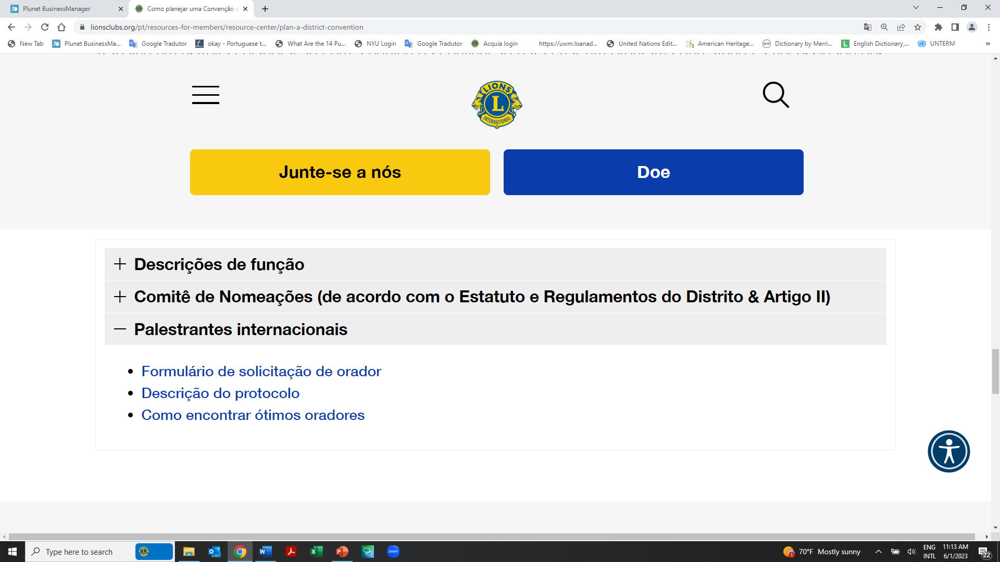 Plunet BusinessManager
Como planejar uma Convenção d
lionsclubs.org/pt/resources-for-members/resource-center/plan-a-district-convention
New Tab
Plunet BusinessMa...
Google Tradutor
okay - Portuguese t...
What Are the 14 Pu...
NYU Login
Google Tradutor
Acquia login
https://uwm.loanad...
United Nations Edit...
American Heritage...
Dictionary by Merri...
English Dictionary,...
UNTERM
LIONS
L
INTERNATIONAL
Junte-se a nós
Doe
Descrições de função
Comitê de Nomeações (de acordo com o Estatuto e Regulamentos do Distrito & Artigo II)
Palestrantes internacionais
Formulário de solicitação de orador
Descrição do protocolo
Como encontrar ótimos oradores
Type here to search
zoom
1
70°F Mostly sunny
ENG
INTL
11:13 AM
6/1/2023
22